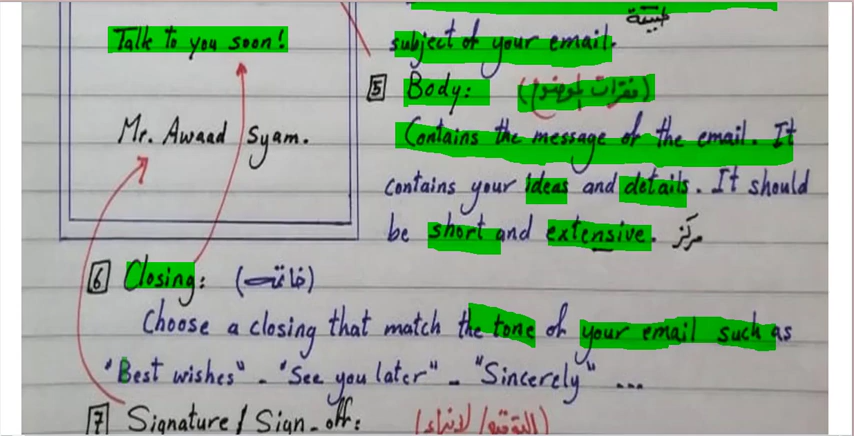 Talk to you soon!
Mr. Awaad Syam.
subject of your email.
5 Body: (فقرات الموضوع)
Contains the message of the email. It
contains your ideas and details. It should
be short and extensive. مركز
6 Closing: (خاتمة)
Choose a closing that match the tone of your email such as
"Best wishes" - "See you later" - "Sincerely" ...
7 Signature / Sign-off: